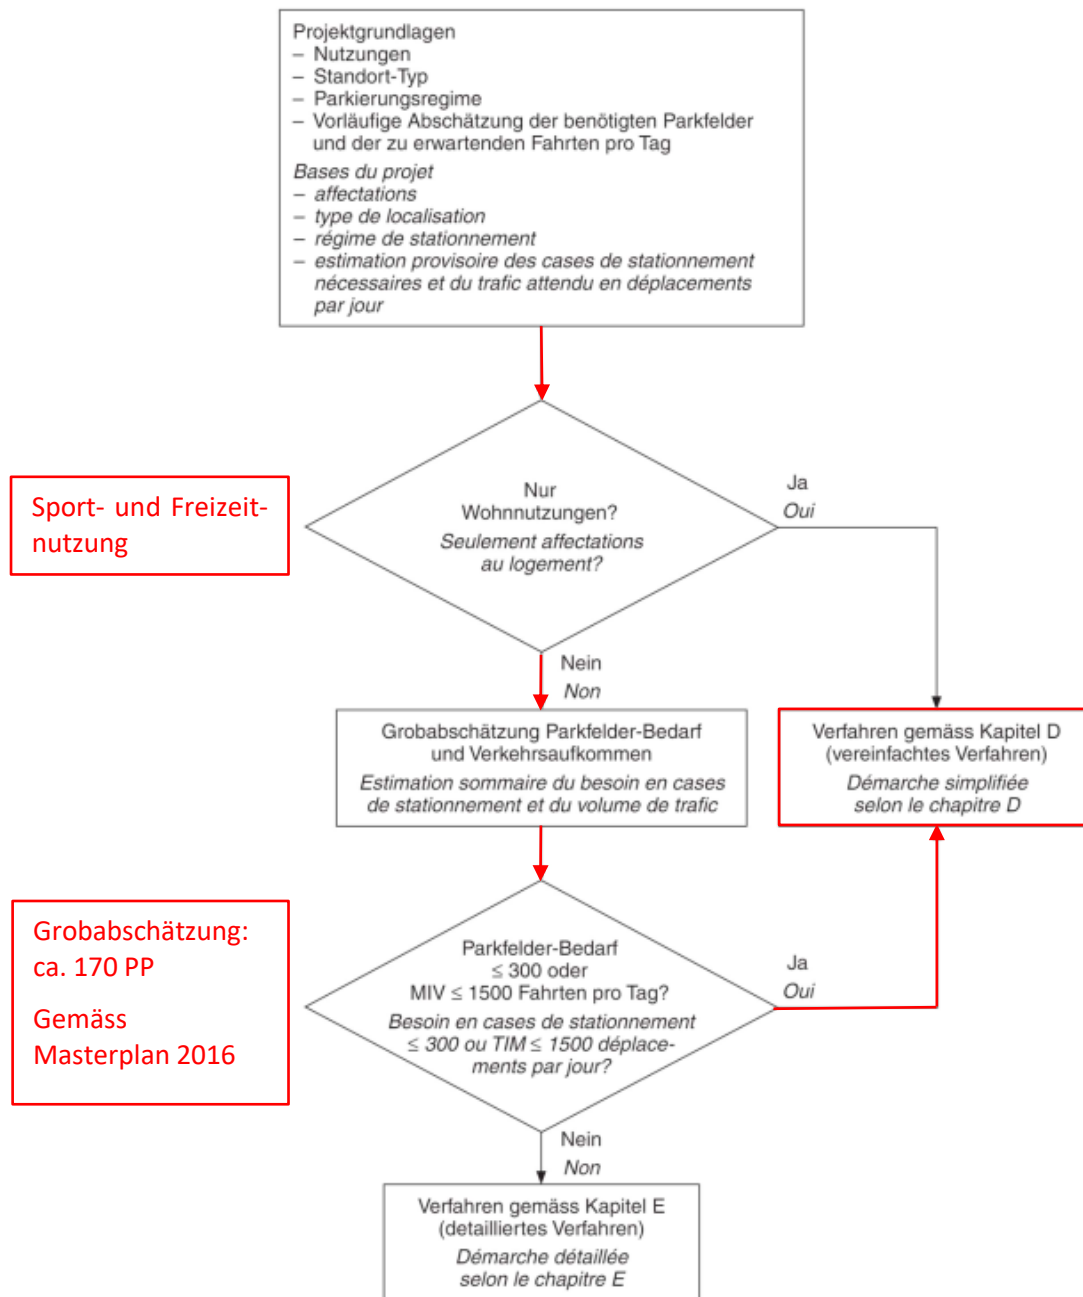 Projektgrundlagen
– Nutzungen
– Standort-Typ
– Parkierungsregime
– Vorläufige Abschätzung der benötigten Parkfelder
und der zu erwartenden Fahrten pro Tag
Bases du projet
– affectations
– type de localisation
– régime de stationnement
– estimation provisoire des cases de stationnement
nécessaires et du trafic attendu en déplacements
par jour
Sport- und Freizeit-
nutzung
Nur
Wohnnutzungen?
Seulement affectations
au logement?
Ja
Oui
Nein
Non
Grobabschätzung Parkfelder-Bedarf
und Verkehrsaufkommen
Estimation sommaire du besoin en cases
de stationnement et du volume de trafic
Verfahren gemäss Kapitel D
(vereinfachtes Verfahren)
Démarche simplifiée
selon le chapitre D
Grobabschätzung:
ca. 170 PP
Gemäss
Masterplan 2016
Parkfelder-Bedarf
≤ 300 oder
MIV ≤ 1500 Fahrten pro Tag?
Besoin en cases de stationnement
≤ 300 ou TIM ≤ 1500 déplace-
ments par jour?
Ja
Oui
Nein
Non
Verfahren gemäss Kapitel E
(detailliertes Verfahren)
Démarche détaillée
selon le chapitre E